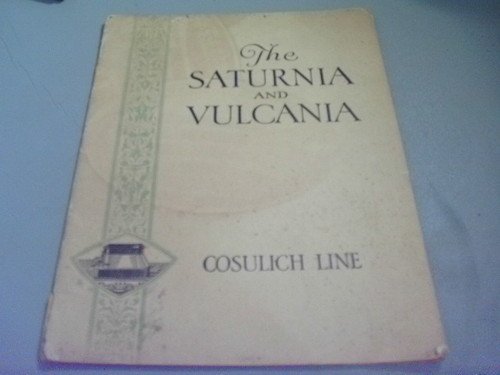 The
SATURNIA
AND
VULCANIA
COSULICH LINE